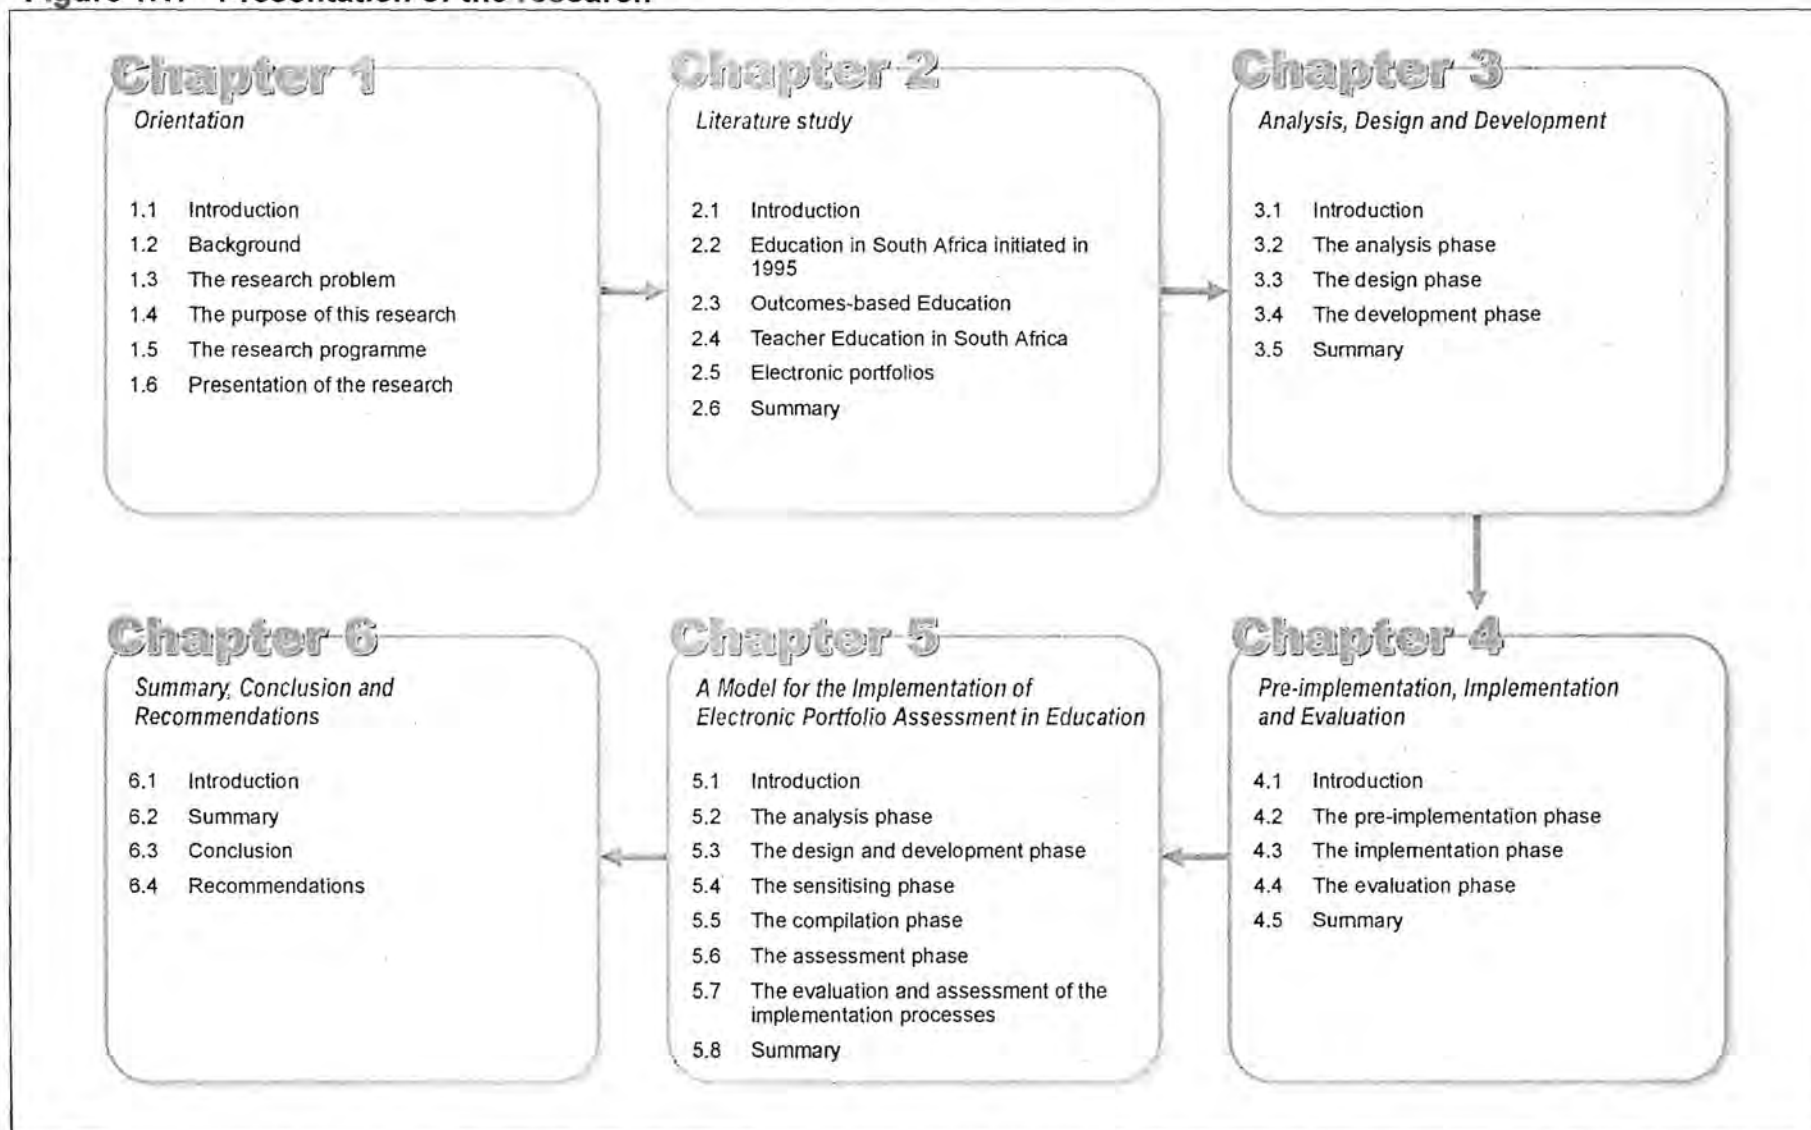 Presentation of the research
Chapter 1
Orientation
1.1 Introduction
1.2 Background
1.3 The research problem
1.4 The purpose of this research
1.5 The research programme
1.6 Presentation of the research
Chapter 2
Literature study
2.1 Introduction
2.2 Education in South Africa initiated in
1995
2.3 Outcomes-based Education
2.4 Teacher Education in South Africa
2.5 Electronic portfolios
2.6 Summary
Chapter 3
Analysis, Design and Development
3.1 Introduction
3.2 The analysis phase
3.3 The design phase
3.4 The development phase
3.5 Summary
Chapter 4
Pre-implementation, Implementation
and Evaluation
4.1 Introduction
4.2 The pre-implementation phase
4.3 The implementation phase
4.4 The evaluation phase
4.5 Summary
Chapter 5
A Model for the Implementation of
Electronic Portfolio Assessment in Education
5.1 Introduction
5.2 The analysis phase
5.3 The design and development phase
5.4 The sensitising phase
5.5 The compilation phase
5.6 The assessment phase
5.7 The evaluation and assessment of the
implementation processes
5.8 Summary
Chapter 6
Summary, Conclusion and
Recommendations
6.1 Introduction
6.2 Summary
6.3 Conclusion
6.4 Recommendations